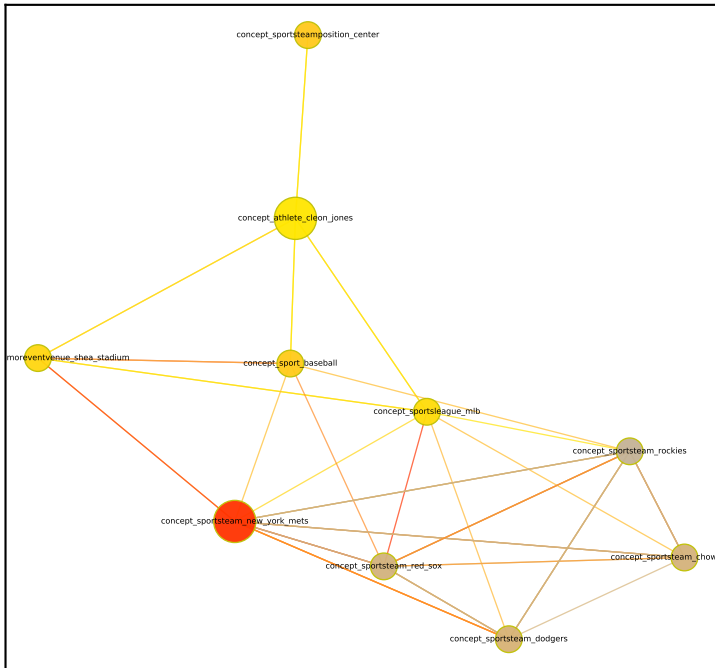 concept_sportsteamposition_center
concept_athlete_cleon_jones
moreventvenue_shea_stadium
concept_sport_baseball
concept_sportsleague_mlb
concept_sportsteam_rockies
concept_sportsteam_new_york_mets
concept_sportsteam_chow
concept_sportsteam_red_sox
concept_sportsteam_dodgers